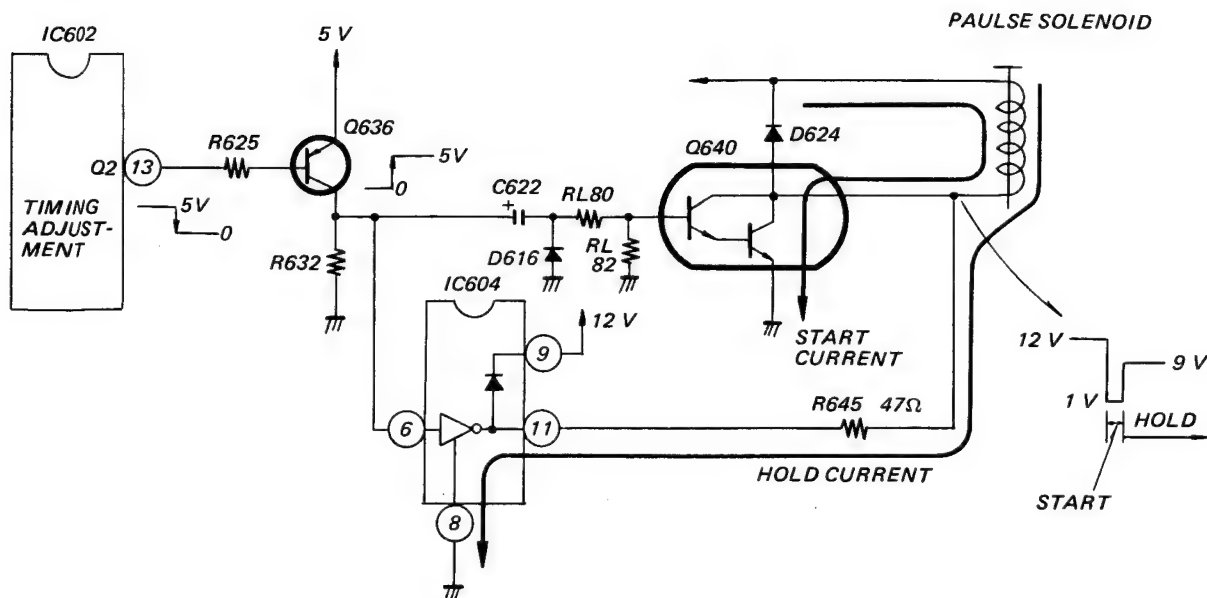 PAULSE SOLENOID
IC602
5 V
Q636
R625
Q2
13
5V
0
TIMING
ADJUST-
MENT
5V
0
R632
C622
+
RL80
D616
RL
82
Q640
D624
IC604
12 V
9
6
11
8
START
CURRENT
R645 47Ω
HOLD CURRENT
12 V
9 V
1 V
HOLD
START